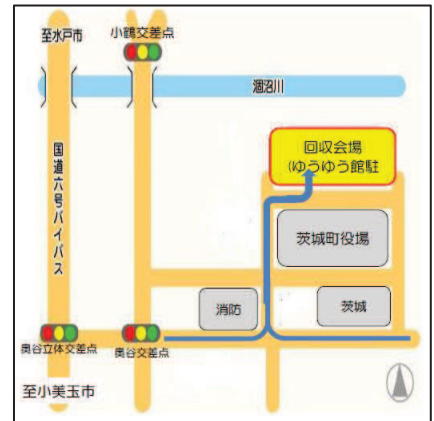 至水戸市
小鶴交差点
涸沼川
国道六号バイパス
回収会場
(ゆうゆう館駐
茨城町役場
消防
茨城
奥谷立体交差点
奥谷交差点
至小美玉市